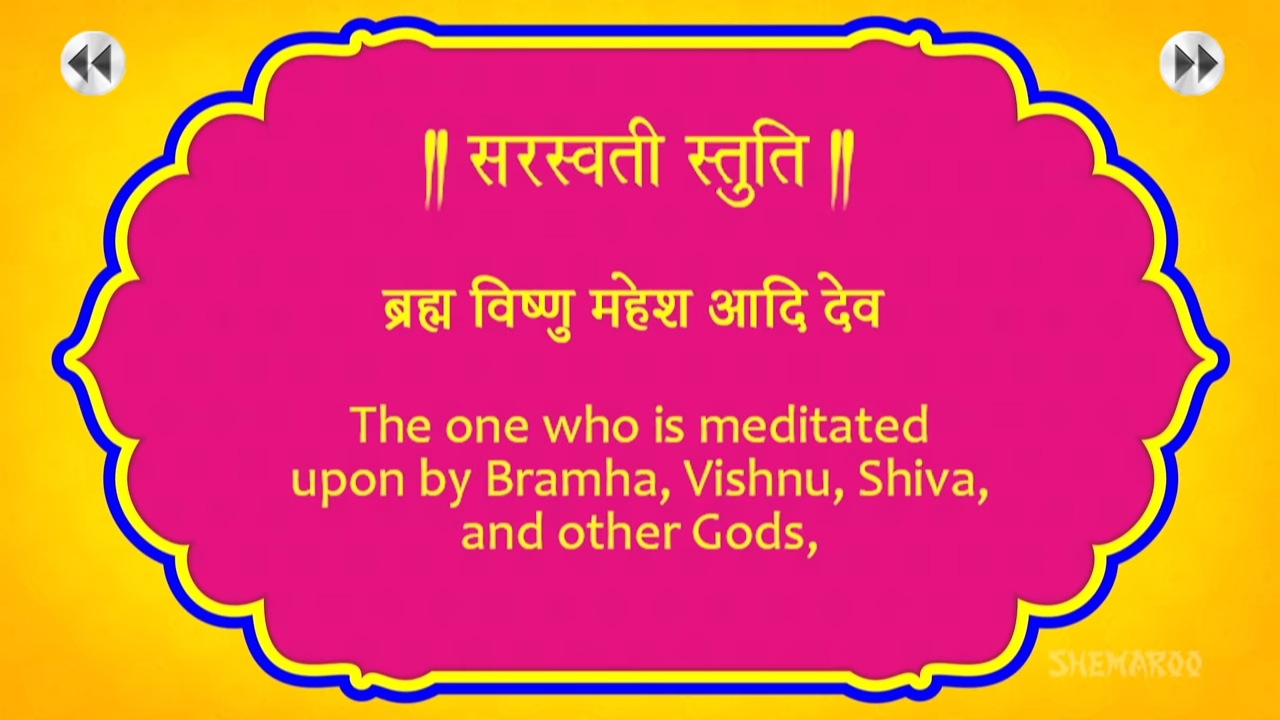 ॥ सरस्वती स्तुति ॥
ब्रह्म विष्णु महेश आदि देव
The one who is meditated
upon by Bramha, Vishnu, Shiva,
and other Gods,
SHEMAROO